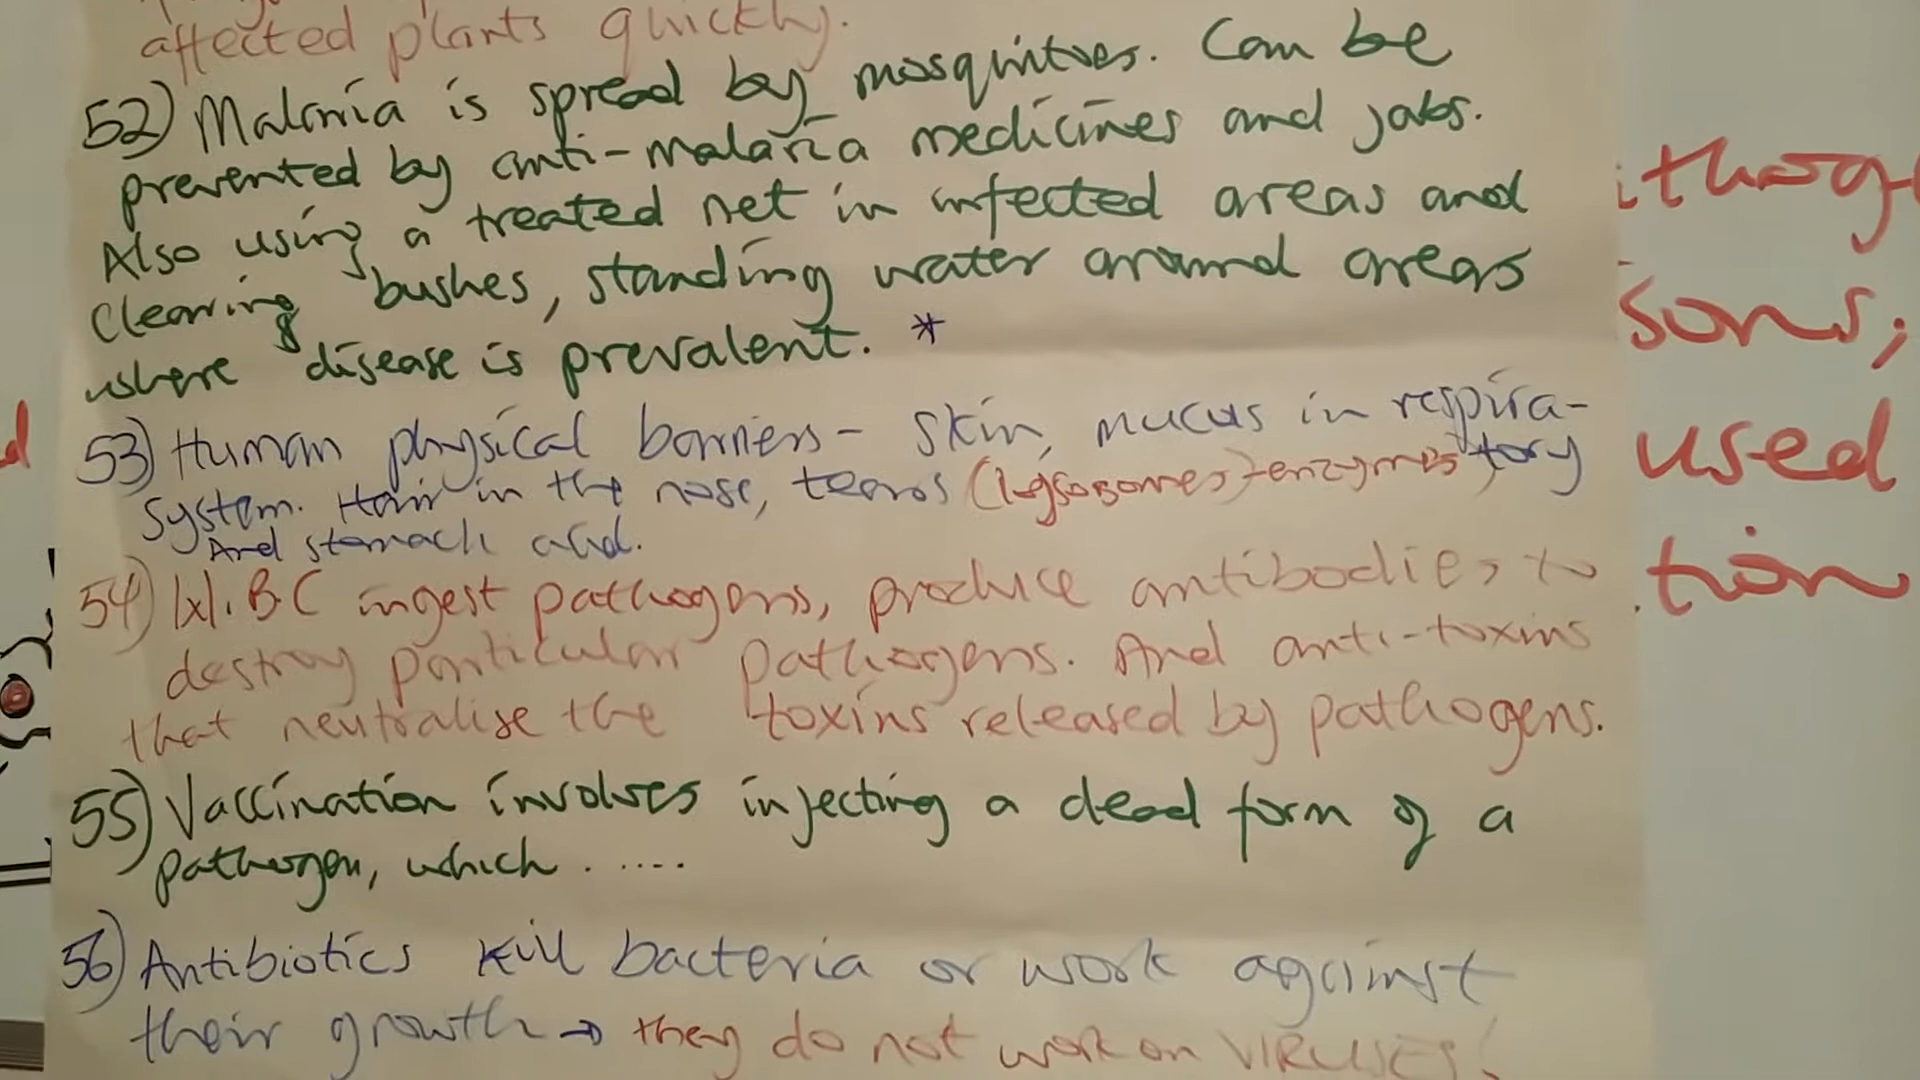 affected plants quickly.
52) Malaria is spread by mosquitoes. Can be
prevented by anti-malaria medicines and jabs.
Also using a treated net in infected areas and
clearing bushes, standing water around areas
where disease is prevalent. *
53) Human physical barriers - skin, mucus in respira-
tory
system. Hair in the nose, tears (lysosomes)-enzymes
And stomach acid.
54) W.B.C ingest pathogens, produce antibodies to
destroy particular pathogens. And anti-toxins
that neutralise the toxins released by pathogens.
55) Vaccination involves injecting a dead form of a
pathogen, which .....
56) Antibiotics kill bacteria or work against
their growth → they do not work on VIRUSES!
ithog
sons,
used
tion